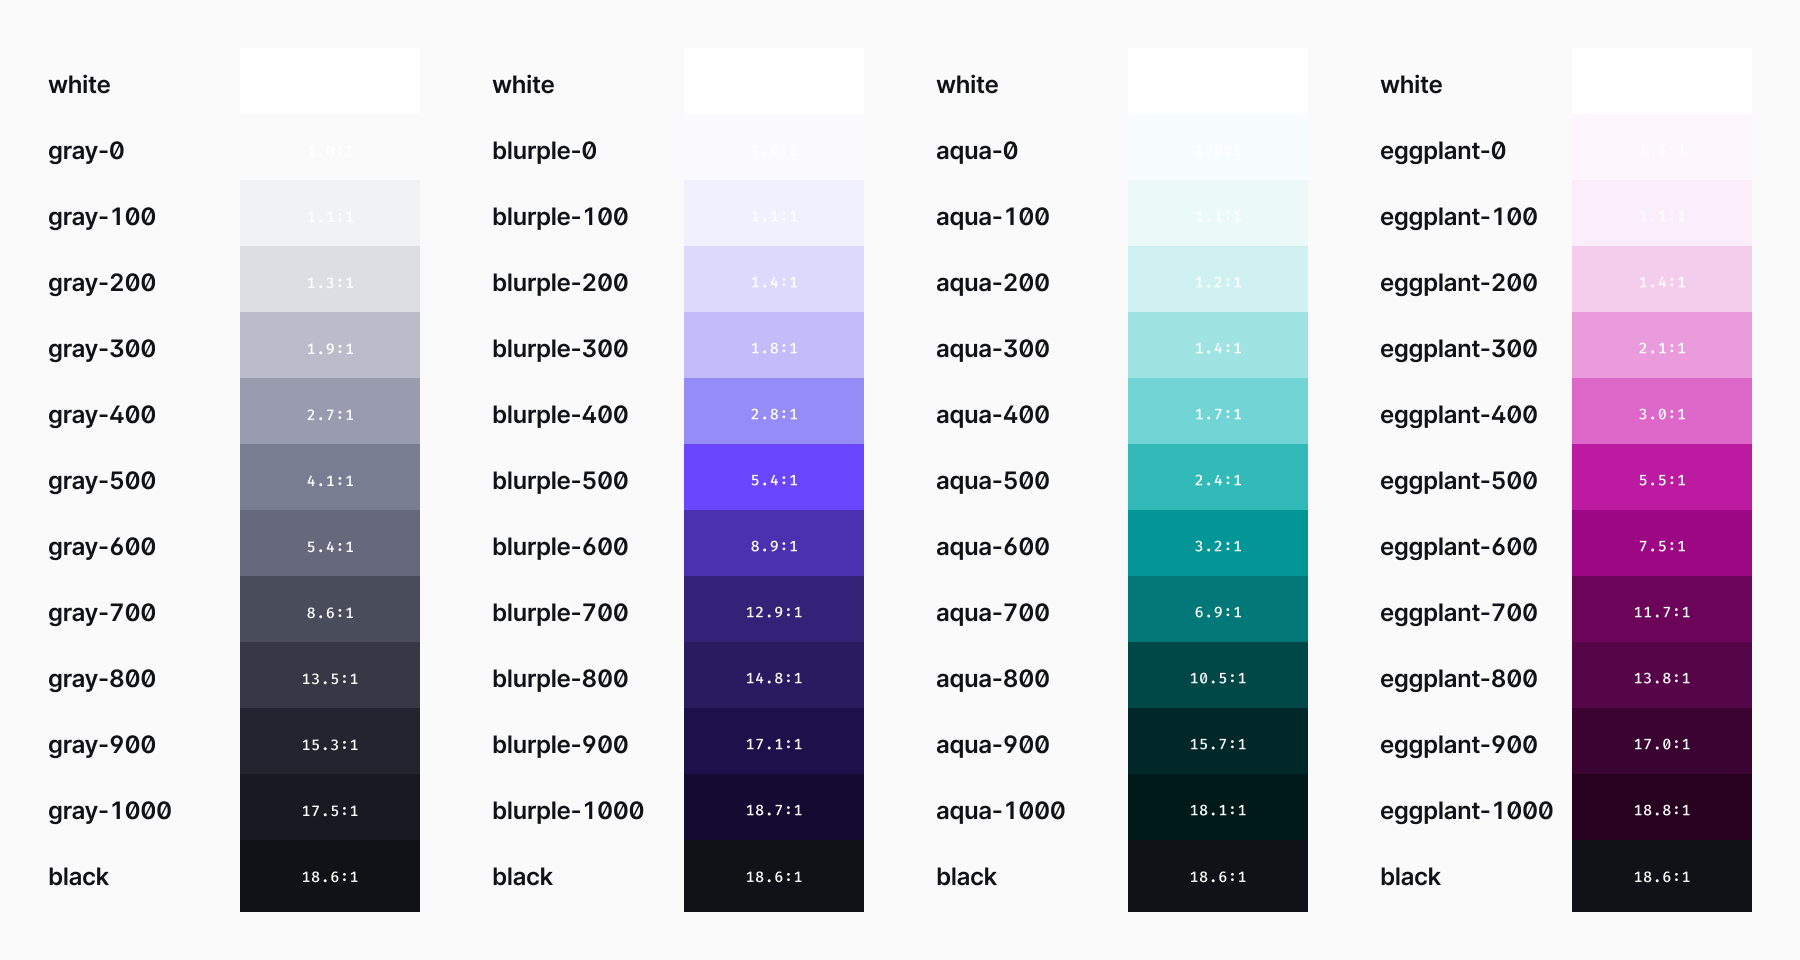 white
gray-0
1.0:1
gray-100
1.1:1
gray-200
1.3:1
gray-300
1.9:1
gray-400
2.7:1
gray-500
4.1:1
gray-600
5.4:1
gray-700
8.6:1
gray-800
13.5:1
gray-900
15.3:1
gray-1000
17.5:1
black
18.6:1
white
blurple-0
1.0:1
blurple-100
1.1:1
blurple-200
1.4:1
blurple-300
1.8:1
blurple-400
2.8:1
blurple-500
5.4:1
blurple-600
8.9:1
blurple-700
12.9:1
blurple-800
14.8:1
blurple-900
17.1:1
blurple-1000
18.7:1
black
18.6:1
white
aqua-0
1.0:1
aqua-100
1.1:1
aqua-200
1.2:1
aqua-300
1.4:1
aqua-400
1.7:1
aqua-500
2.4:1
aqua-600
3.2:1
aqua-700
6.9:1
aqua-800
10.5:1
aqua-900
15.7:1
aqua-1000
18.1:1
black
18.6:1
white
eggplant-0
1.1:1
eggplant-100
1.1:1
eggplant-200
1.4:1
eggplant-300
2.1:1
eggplant-400
3.0:1
eggplant-500
5.5:1
eggplant-600
7.5:1
eggplant-700
11.7:1
eggplant-800
13.8:1
eggplant-900
17.0:1
eggplant-1000
18.8:1
black
18.6:1